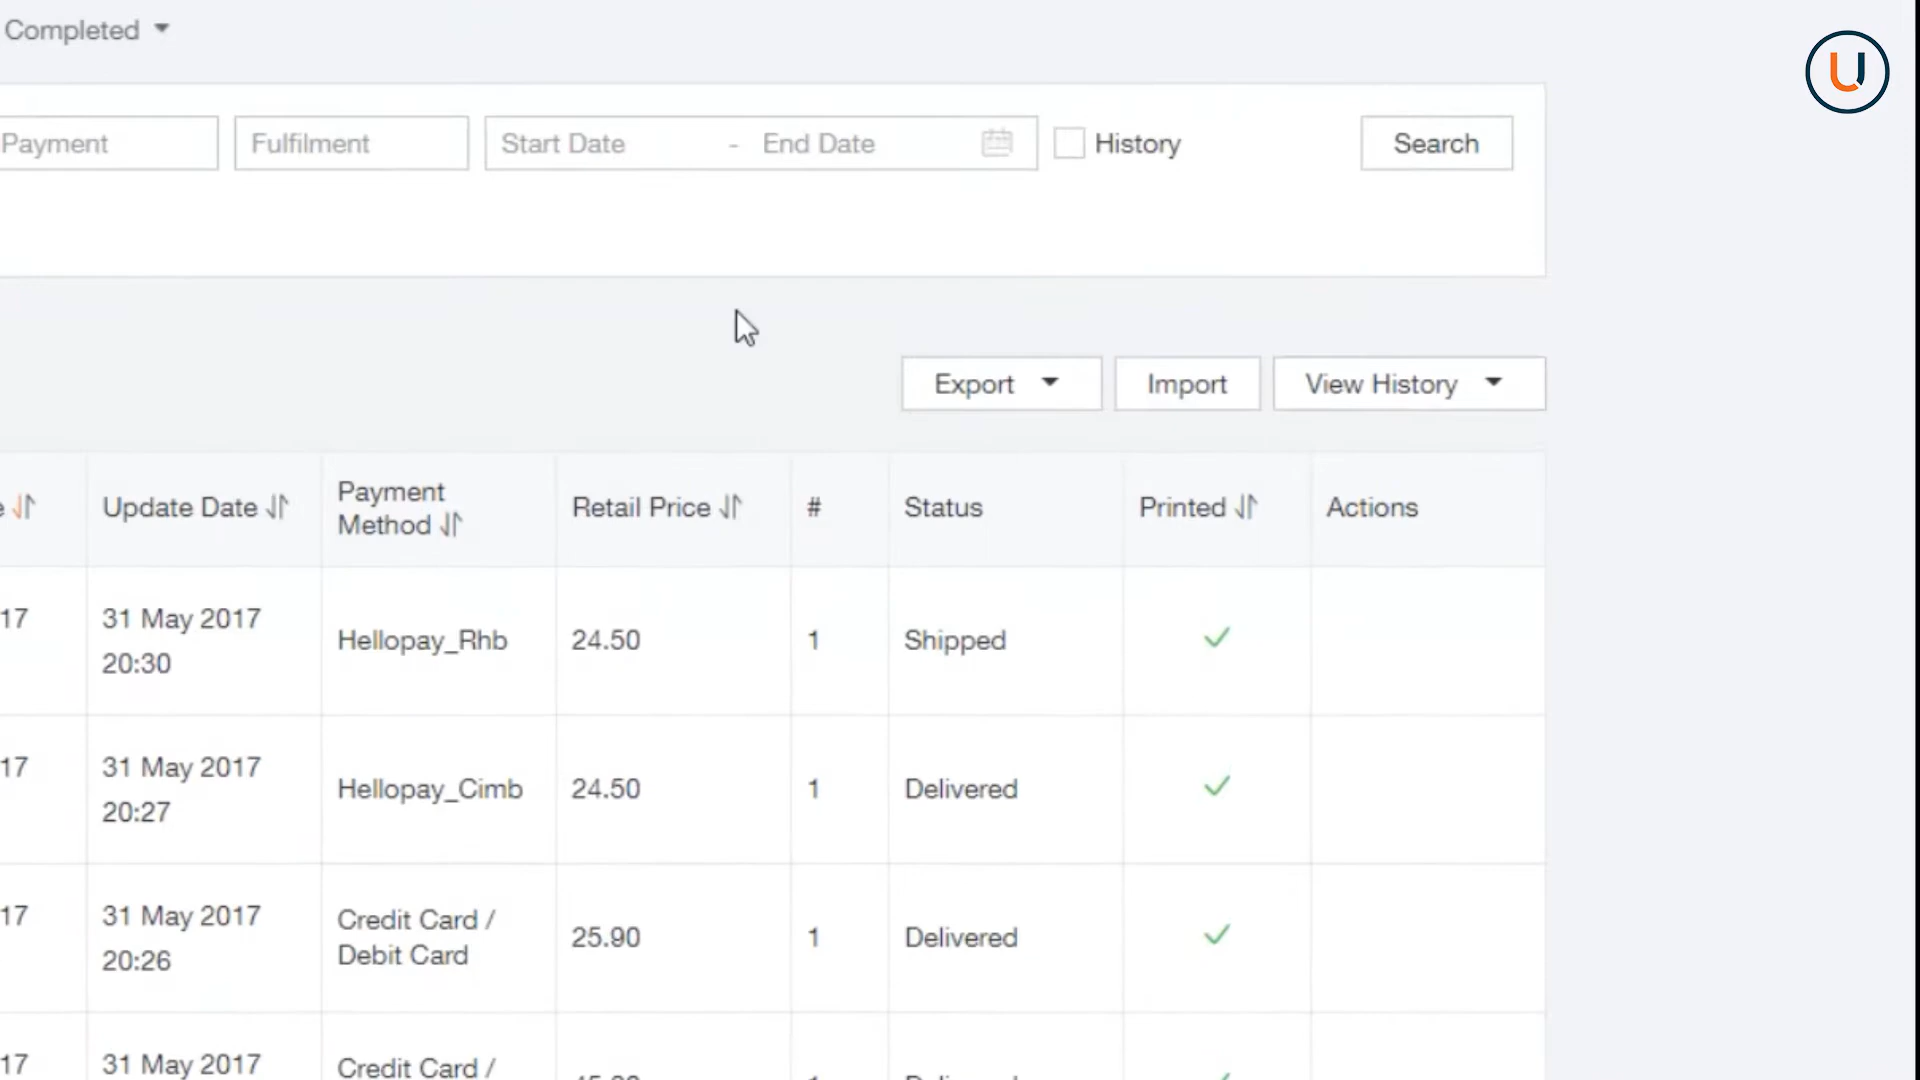 Completed
Payment
Fulfilment
Start Date - End Date
History
Search
Export
Import
View History
Update Date
Payment
Method
Retail Price
#
Status
Printed
Actions
17
31 May 2017
20:30
Hellopay_Rhb
24.50
1
Shipped
17
31 May 2017
20:27
Hellopay_Cimb
24.50
1
Delivered
17
31 May 2017
20:26
Credit Card /
Debit Card
25.90
1
Delivered
17
31 May 2017
Credit Card /